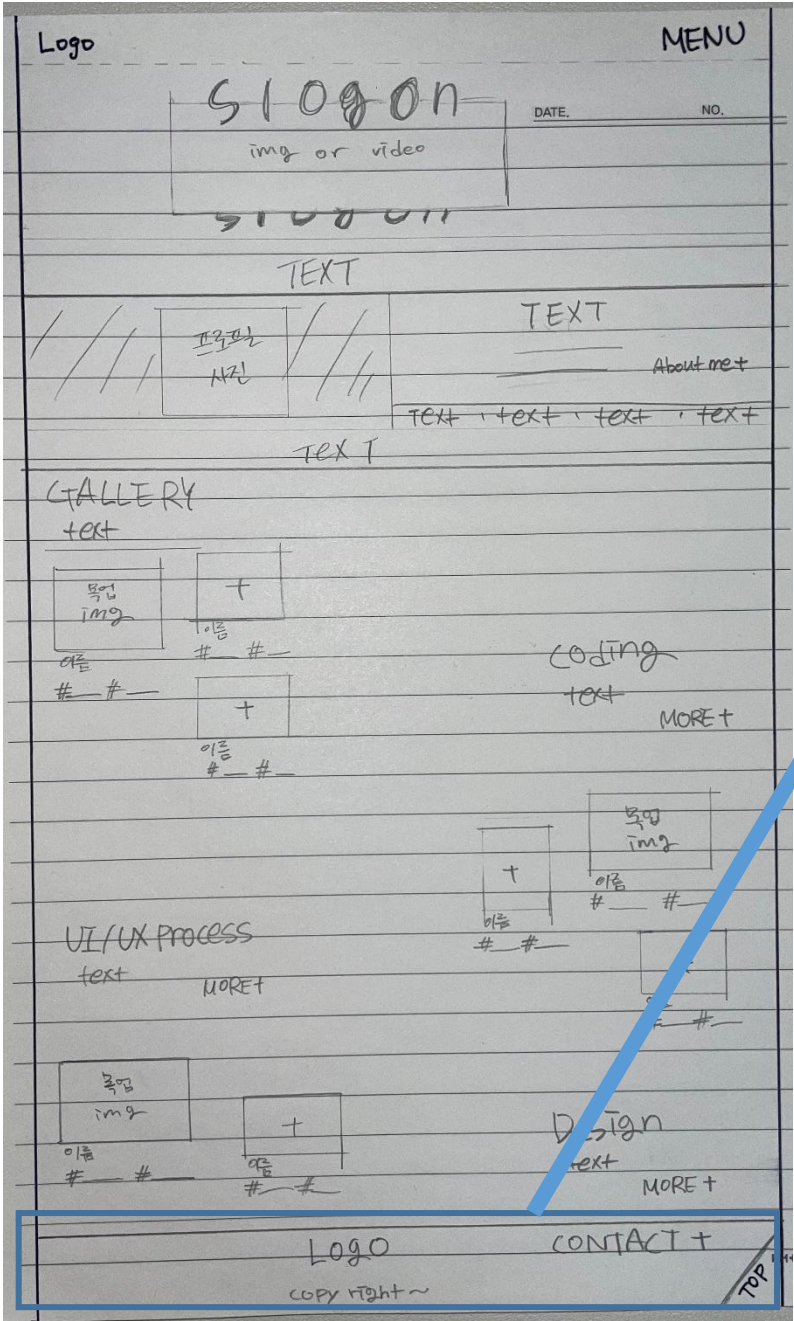 Logo
MENU
Slogon
DATE.
NO.
img or video
TEXT
프로필
사진
TEXT
About me +
TEXT · text · text · text
TEXT
GALLERY
text
목업
img
이름
#__ #__
+
이름
#__ #__
+
이름
#__ #__
coding
text
MORE +
목업
img
이름
#__ #__
+
이름
#__ #__
이름
#__ #__
UI/UX process
text
MORE +
목업
img
이름
#__ #__
+
이름
#__ #__
Design
text
MORE +
LOGO
CONTACT +
copy right~
TOP